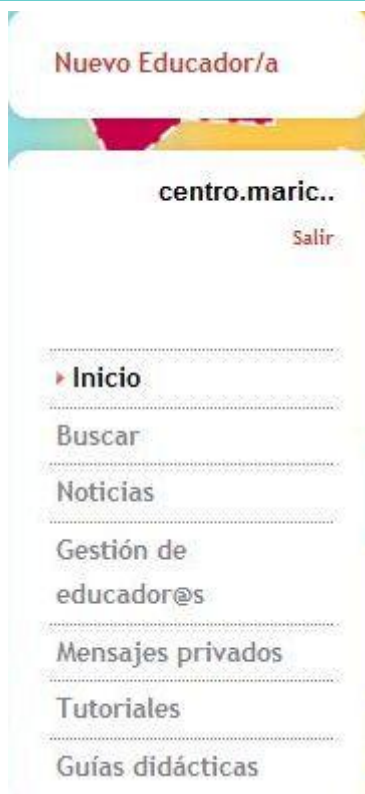 Nuevo Educador/a
centro.maric..
Salir
Inicio
Buscar
Noticias
Gestión de
educador@s
Mensajes privados
Tutoriales
Guías didácticas